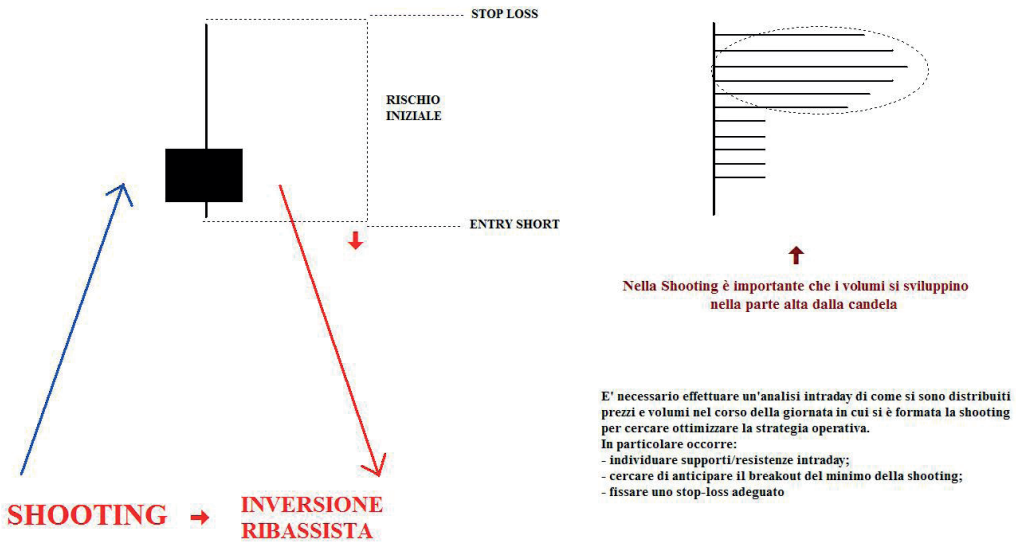 STOP LOSS
RISCHIO
INIZIALE
ENTRY SHORT
SHOOTING
INVERSIONE
RIBASSISTA
Nella Shooting è importante che i volumi si sviluppino
nella parte alta dalla candela
E' necessario effettuare un'analisi intraday di come si sono distribuiti
prezzi e volumi nel corso della giornata in cui si è formata la shooting
per cercare ottimizzare la strategia operativa.
In particolare occorre:
- individuare supporti/resistenze intraday;
- cercare di anticipare il breakout del minimo della shooting;
- fissare uno stop-loss adeguato